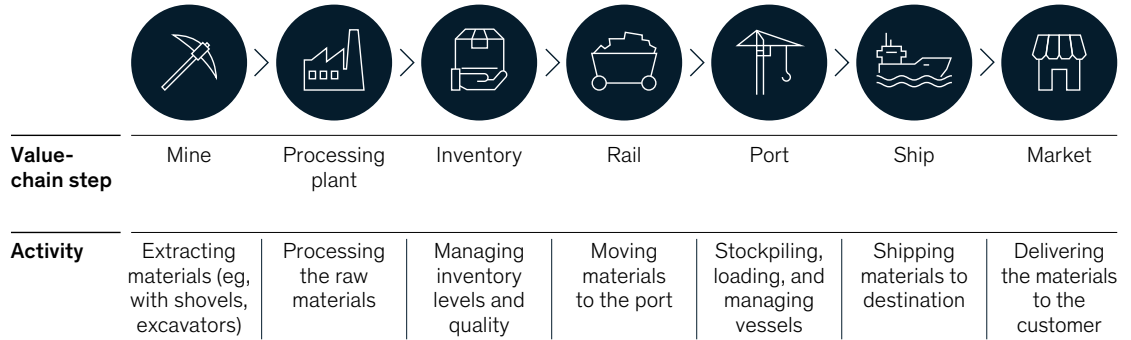 Value-
chain step
Mine
Processing
plant
Inventory
Rail
Port
Ship
Market
Activity
Extracting
materials (eg,
with shovels,
excavators)
Processing
the raw
materials
Managing
inventory
levels and
quality
Moving
materials
to the port
Stockpiling,
loading, and
managing
vessels
Shipping
materials to
destination
Delivering
the materials
to the
customer